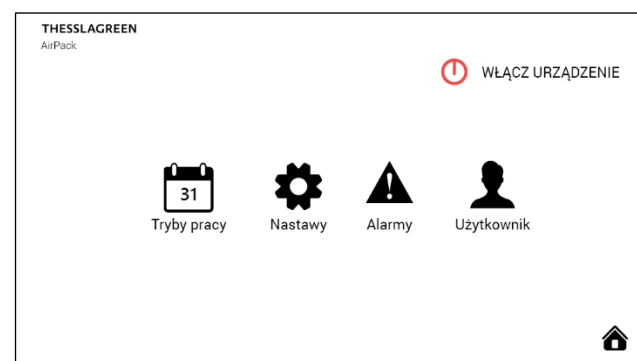 THESSLAGREEN
AirPack
WŁĄCZ URZĄDZENIE
31
Tryby pracy Nastawy Alarmy Użytkownik